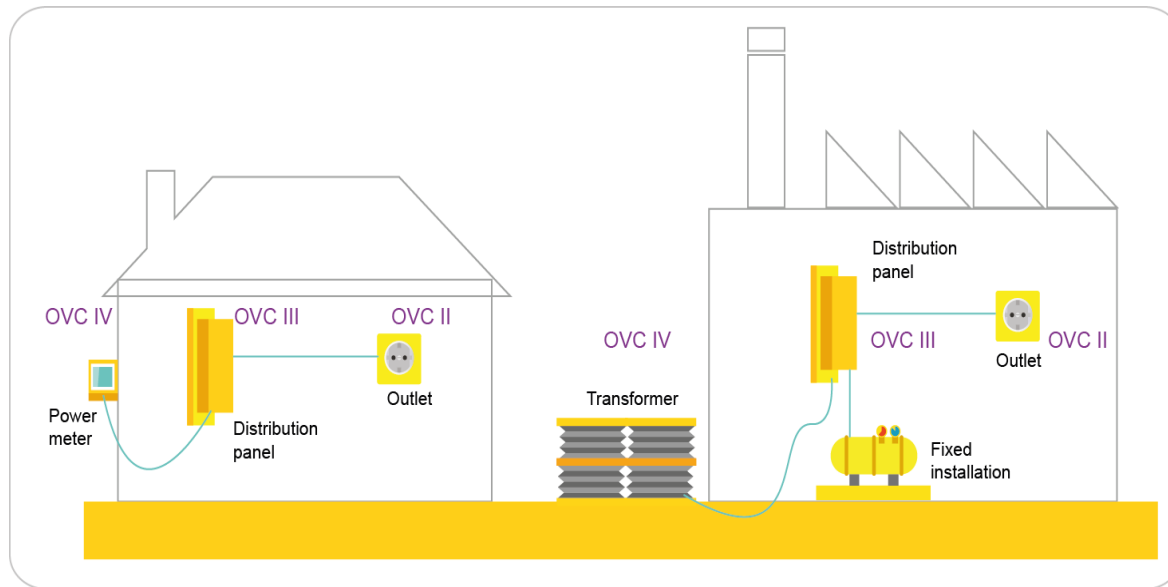 OVC IV
OVC III
OVC II
Power
meter
Distribution
panel
Outlet
OVC IV
Transformer
Distribution
panel
OVC III
Outlet
OVC II
Fixed
installation